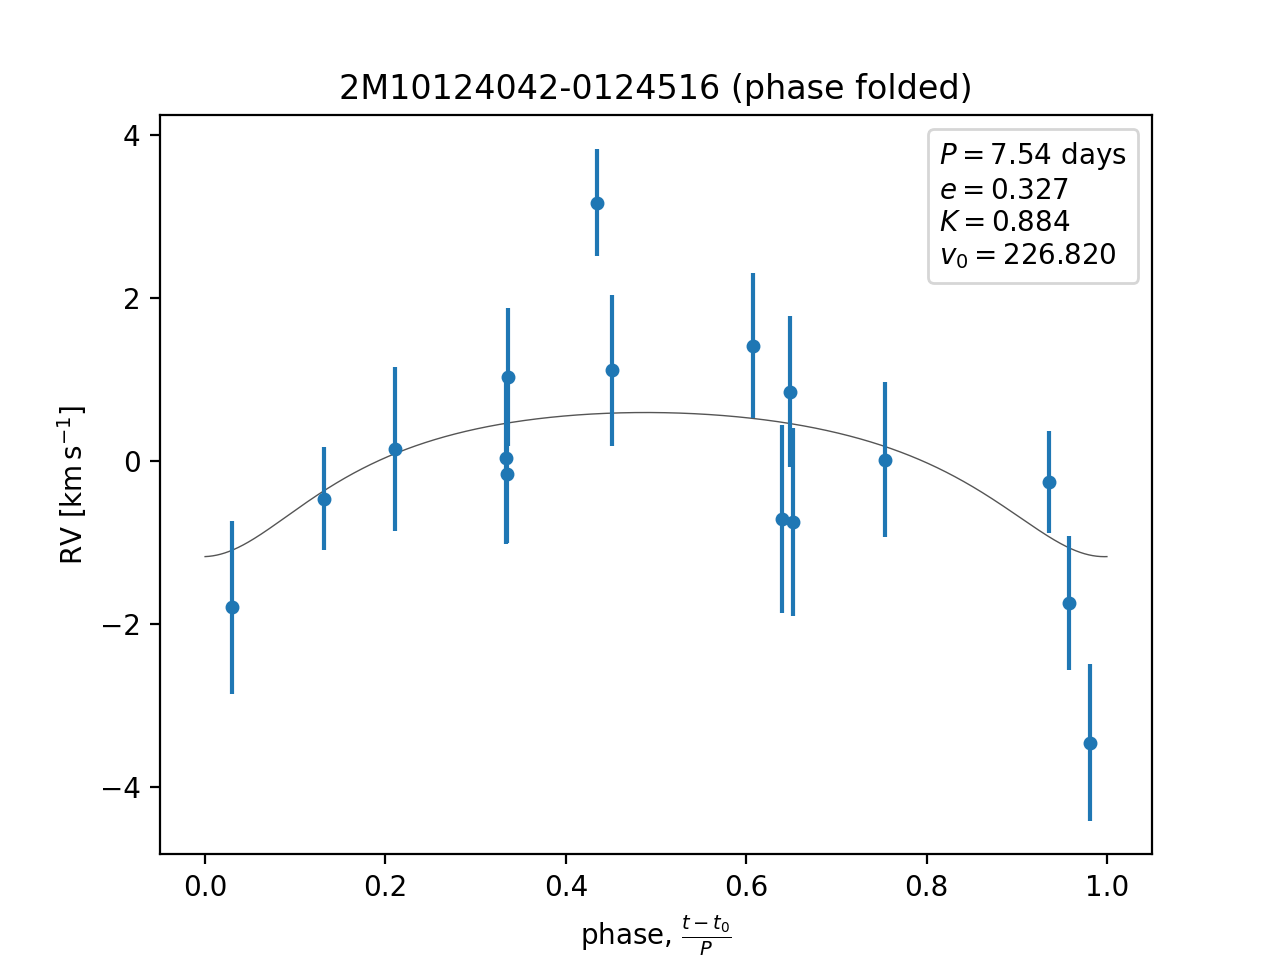 2M10124042-0124516 (phase folded)
P = 7.54 days
e = 0.327
K = 0.884
v₀ = 226.820
RV [km s⁻¹]
4
2
0
−2
−4
0.0 0.2 0.4 0.6 0.8 1.0
phase, (t − t₀)/P